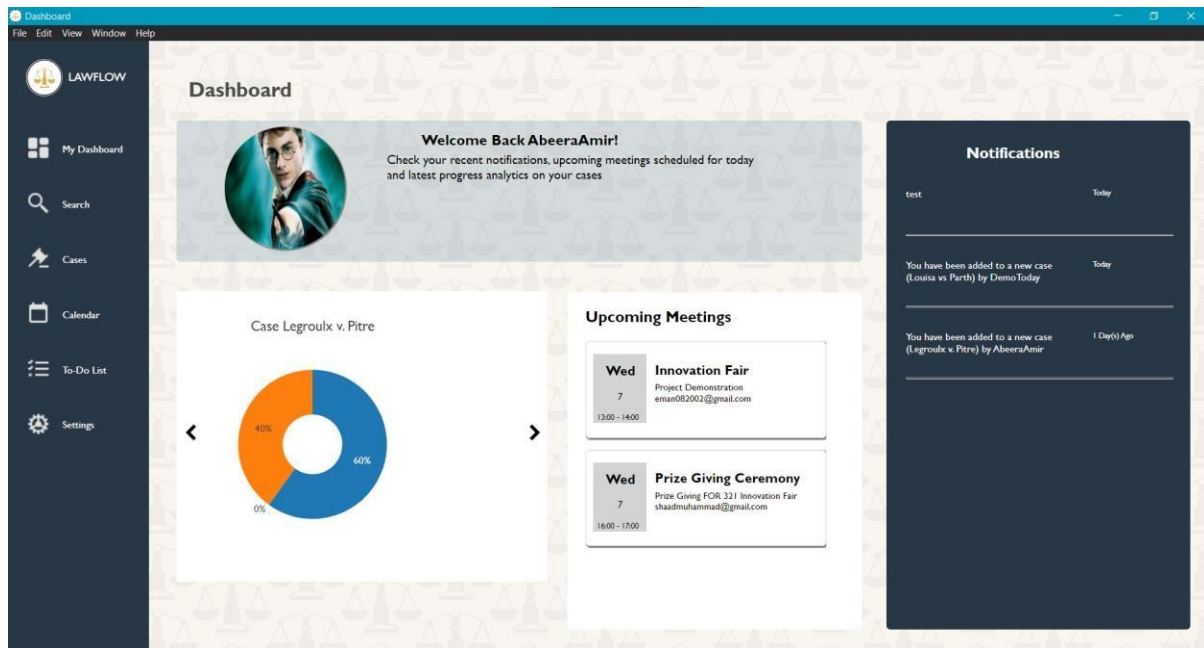 Dashboard
File Edit View Window Help
LAWFLOW
My Dashboard
Search
Cases
Calendar
To-Do List
Settings
Dashboard
Welcome Back AbeeraAmir!
Check your recent notifications, upcoming meetings scheduled for today
and latest progress analytics on your cases
Case Legroulx v. Pitre
40%
60%
0%
Upcoming Meetings
Wed
7
13:00 - 14:00
Innovation Fair
Project Demonstration
eman082002@gmail.com
Wed
7
16:00 - 17:00
Prize Giving Ceremony
Prize Giving FOR 321 Innovation Fair
shaadmuhammad@gmail.com
Notifications
test
Today
You have been added to a new case
(Louisa vs Parth) by DemoToday
Today
You have been added to a new case
(Legroulx v. Pitre) by AbeeraAmir
1 Day(s) Ago